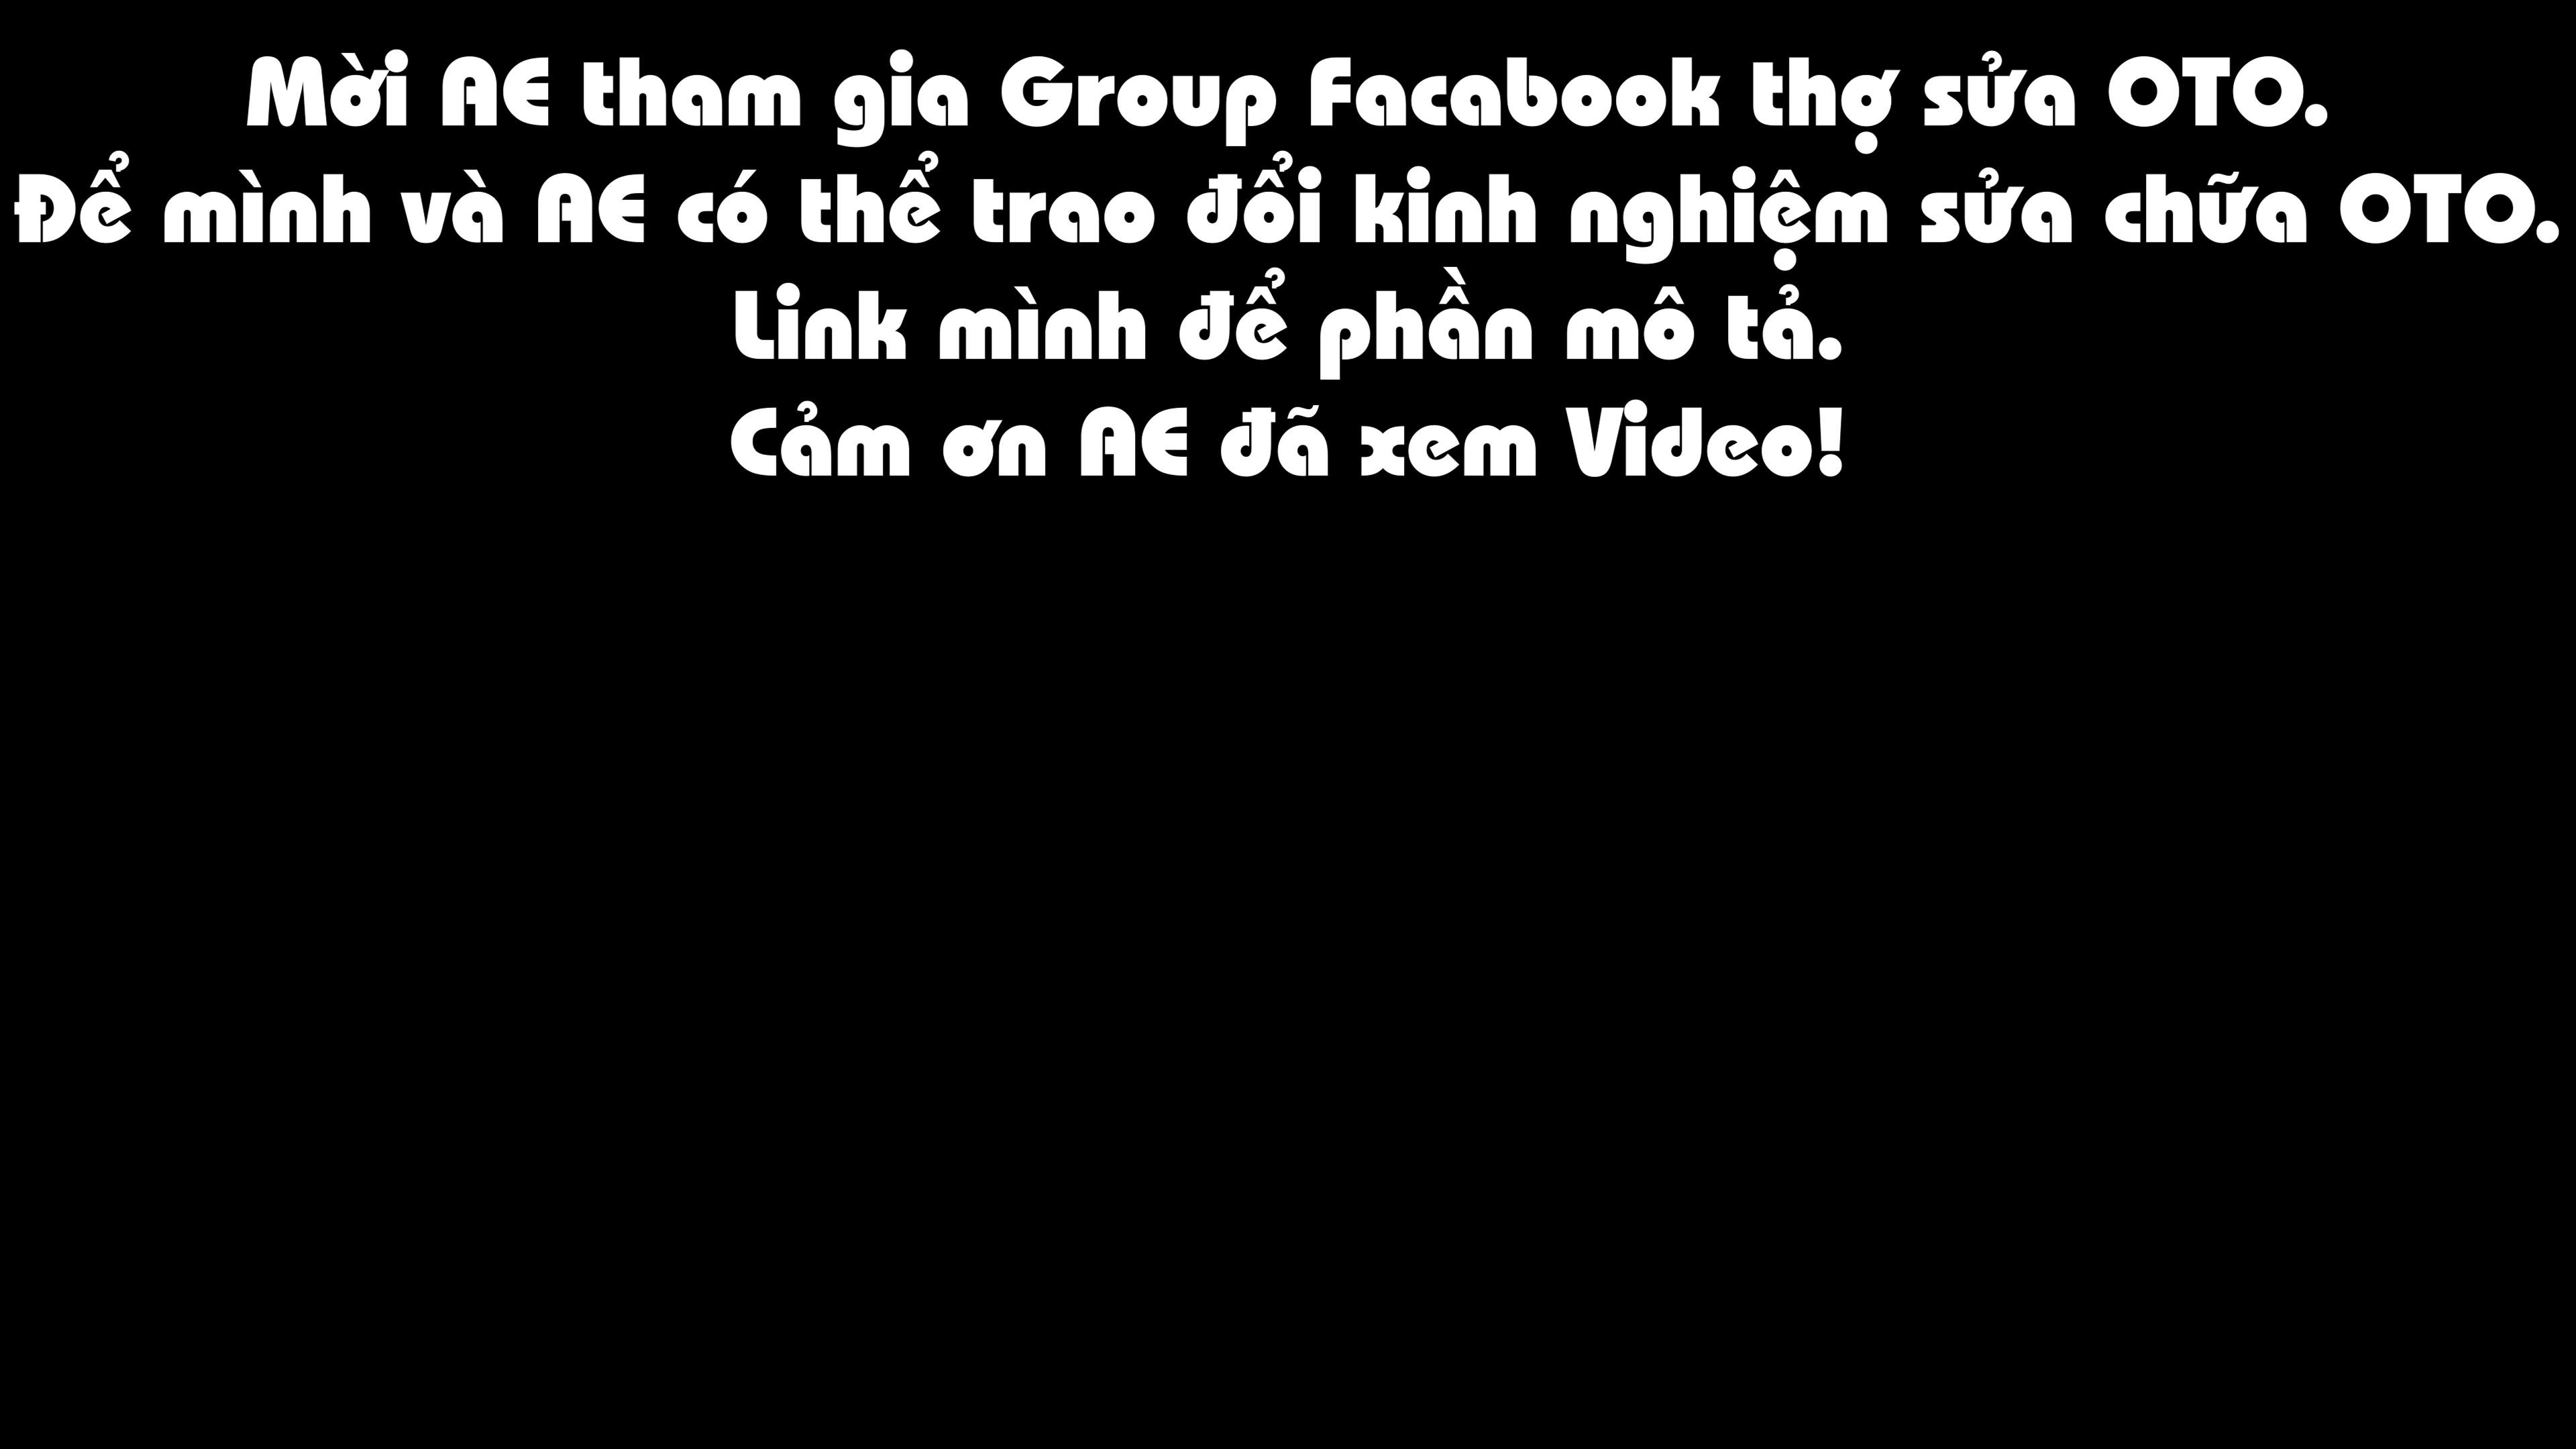 Mời AE tham gia Group Facabook thợ sửa OTO.
Để mình và AE có thể trao đổi kinh nghiệm sửa chữa OTO.
Link mình để phần mô tả.
Cảm ơn AE đã xem Video!